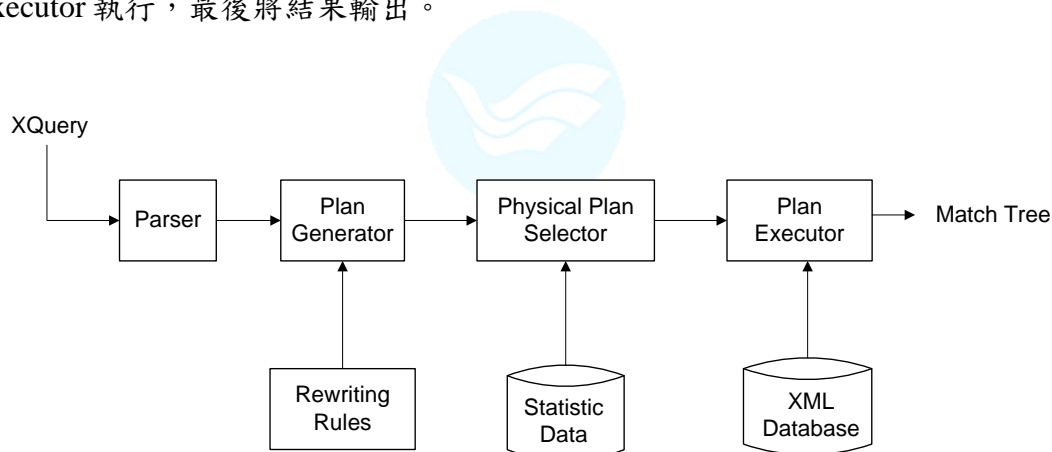 xecutor 執行，最後將結果輸出。
XQuery
Parser
Plan
Generator
Physical Plan
Selector
Plan
Executor
Match Tree
Rewriting
Rules
Statistic
Data
XML
Database